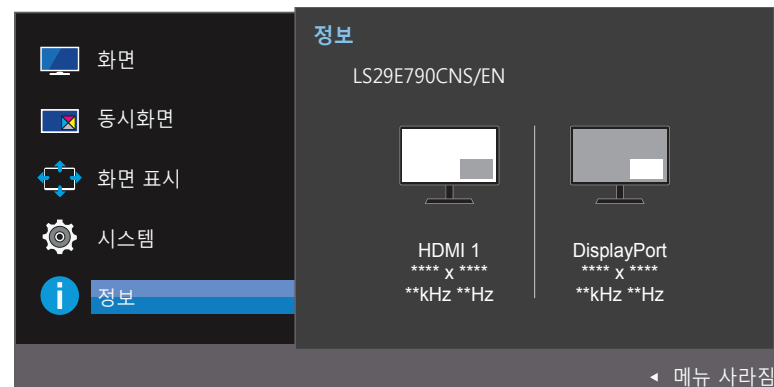 화면
동시화면
화면 표시
시스템
정보
정보
LS29E790CNS/EN
HDMI 1
**** x ****
**kHz **Hz
DisplayPort
**** x ****
**kHz **Hz
메뉴 사라짐